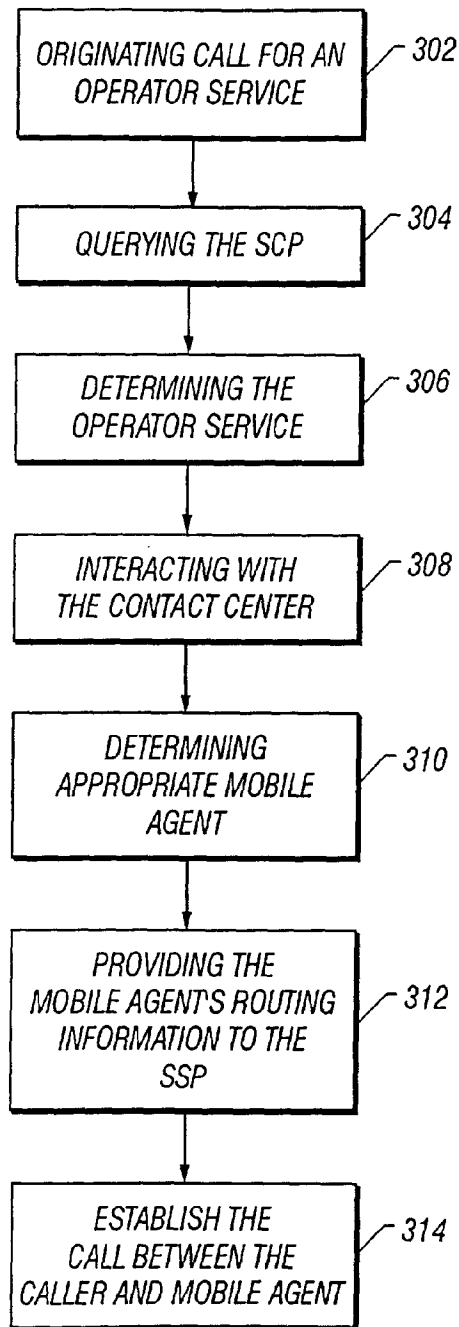 ORIGINATING CALL FOR AN
OPERATOR SERVICE
302
QUERYING THE SCP
304
DETERMINING THE
OPERATOR SERVICE
306
INTERACTING WITH
THE CONTACT CENTER
308
DETERMINING
APPROPRIATE MOBILE
AGENT
310
PROVIDING THE
MOBILE AGENT'S ROUTING
INFORMATION TO THE
SSP
312
ESTABLISH THE
CALL BETWEEN THE
CALLER AND MOBILE AGENT
314